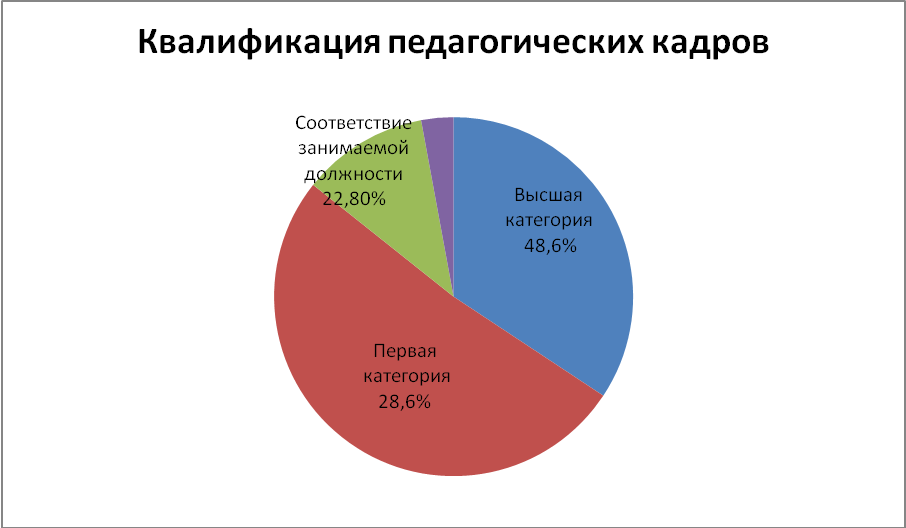 Квалификация педагогических кадров
Соответствие
занимаемой
должности
22,80%
Высшая
категория
48,6%
Первая
категория
28,6%